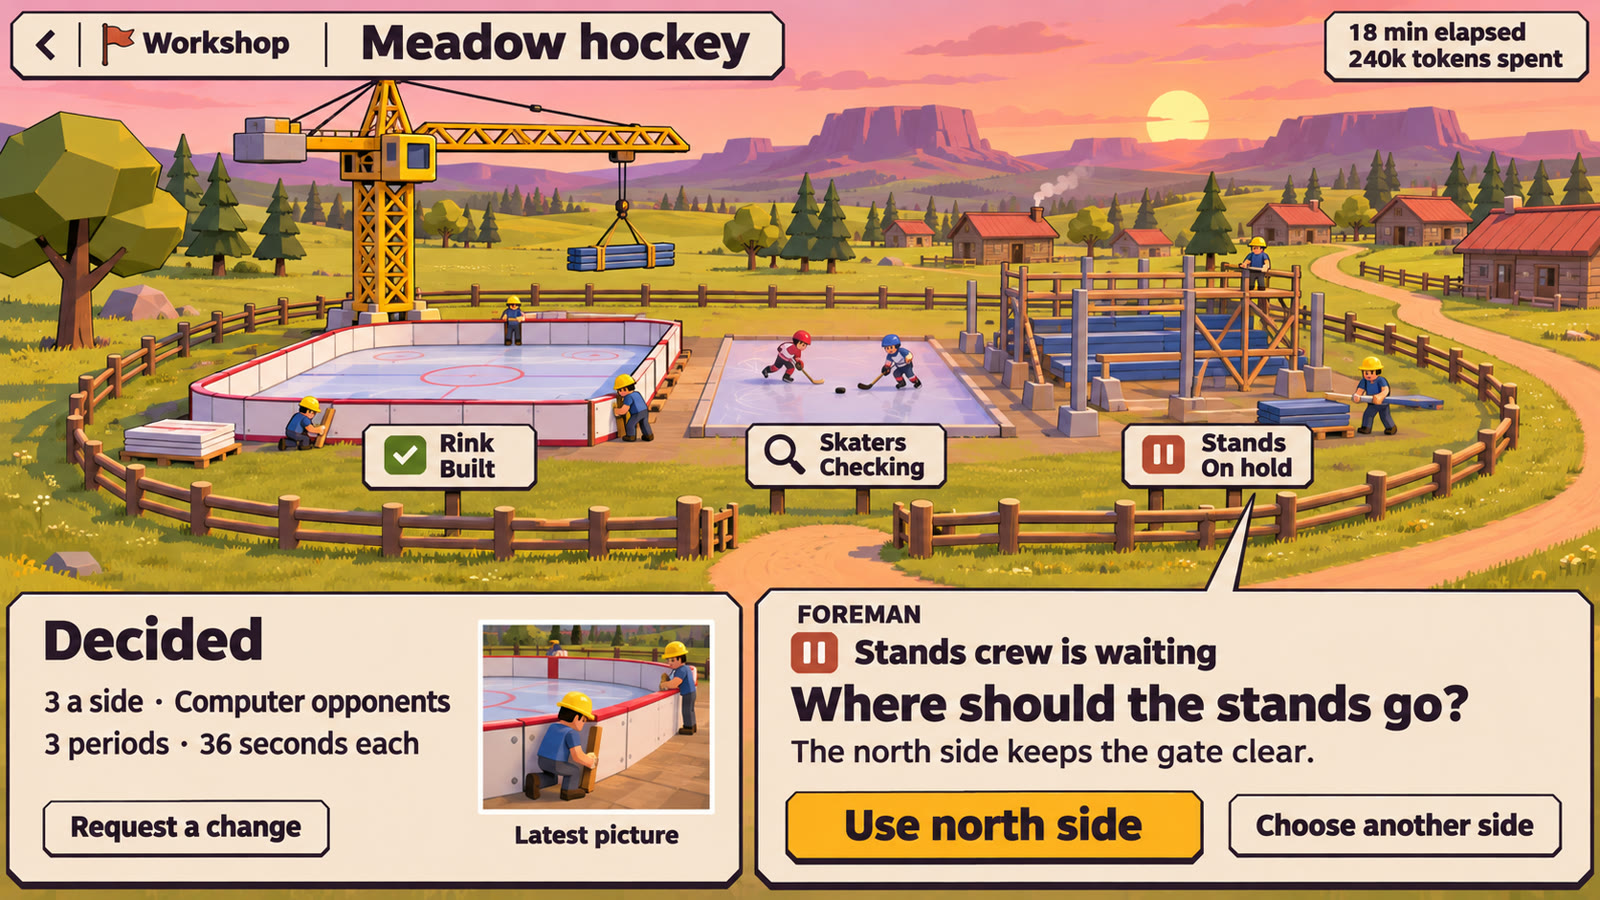 Workshop
Meadow hockey
18 min elapsed
240k tokens spent
Rink
Built
Skaters
Checking
Stands
On hold
Decided
3 a side · Computer opponents
3 periods · 36 seconds each
Request a change
Latest picture
FOREMAN
Stands crew is waiting
Where should the stands go?
The north side keeps the gate clear.
Use north side
Choose another side